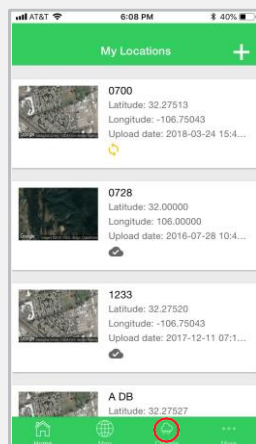 AT&T 6:08 PM 40%
My Locations +
0700
Latitude: 32.27513
Longitude: -106.75043
Upload date: 2018-03-24 15:4...
Google
0728
Latitude: 32.00000
Longitude: 106.00000
Upload date: 2016-07-28 10:4...
Google
1233
Latitude: 32.27520
Longitude: -106.75043
Upload date: 2017-12-11 07:1...
A DB
Latitude: 32.27527